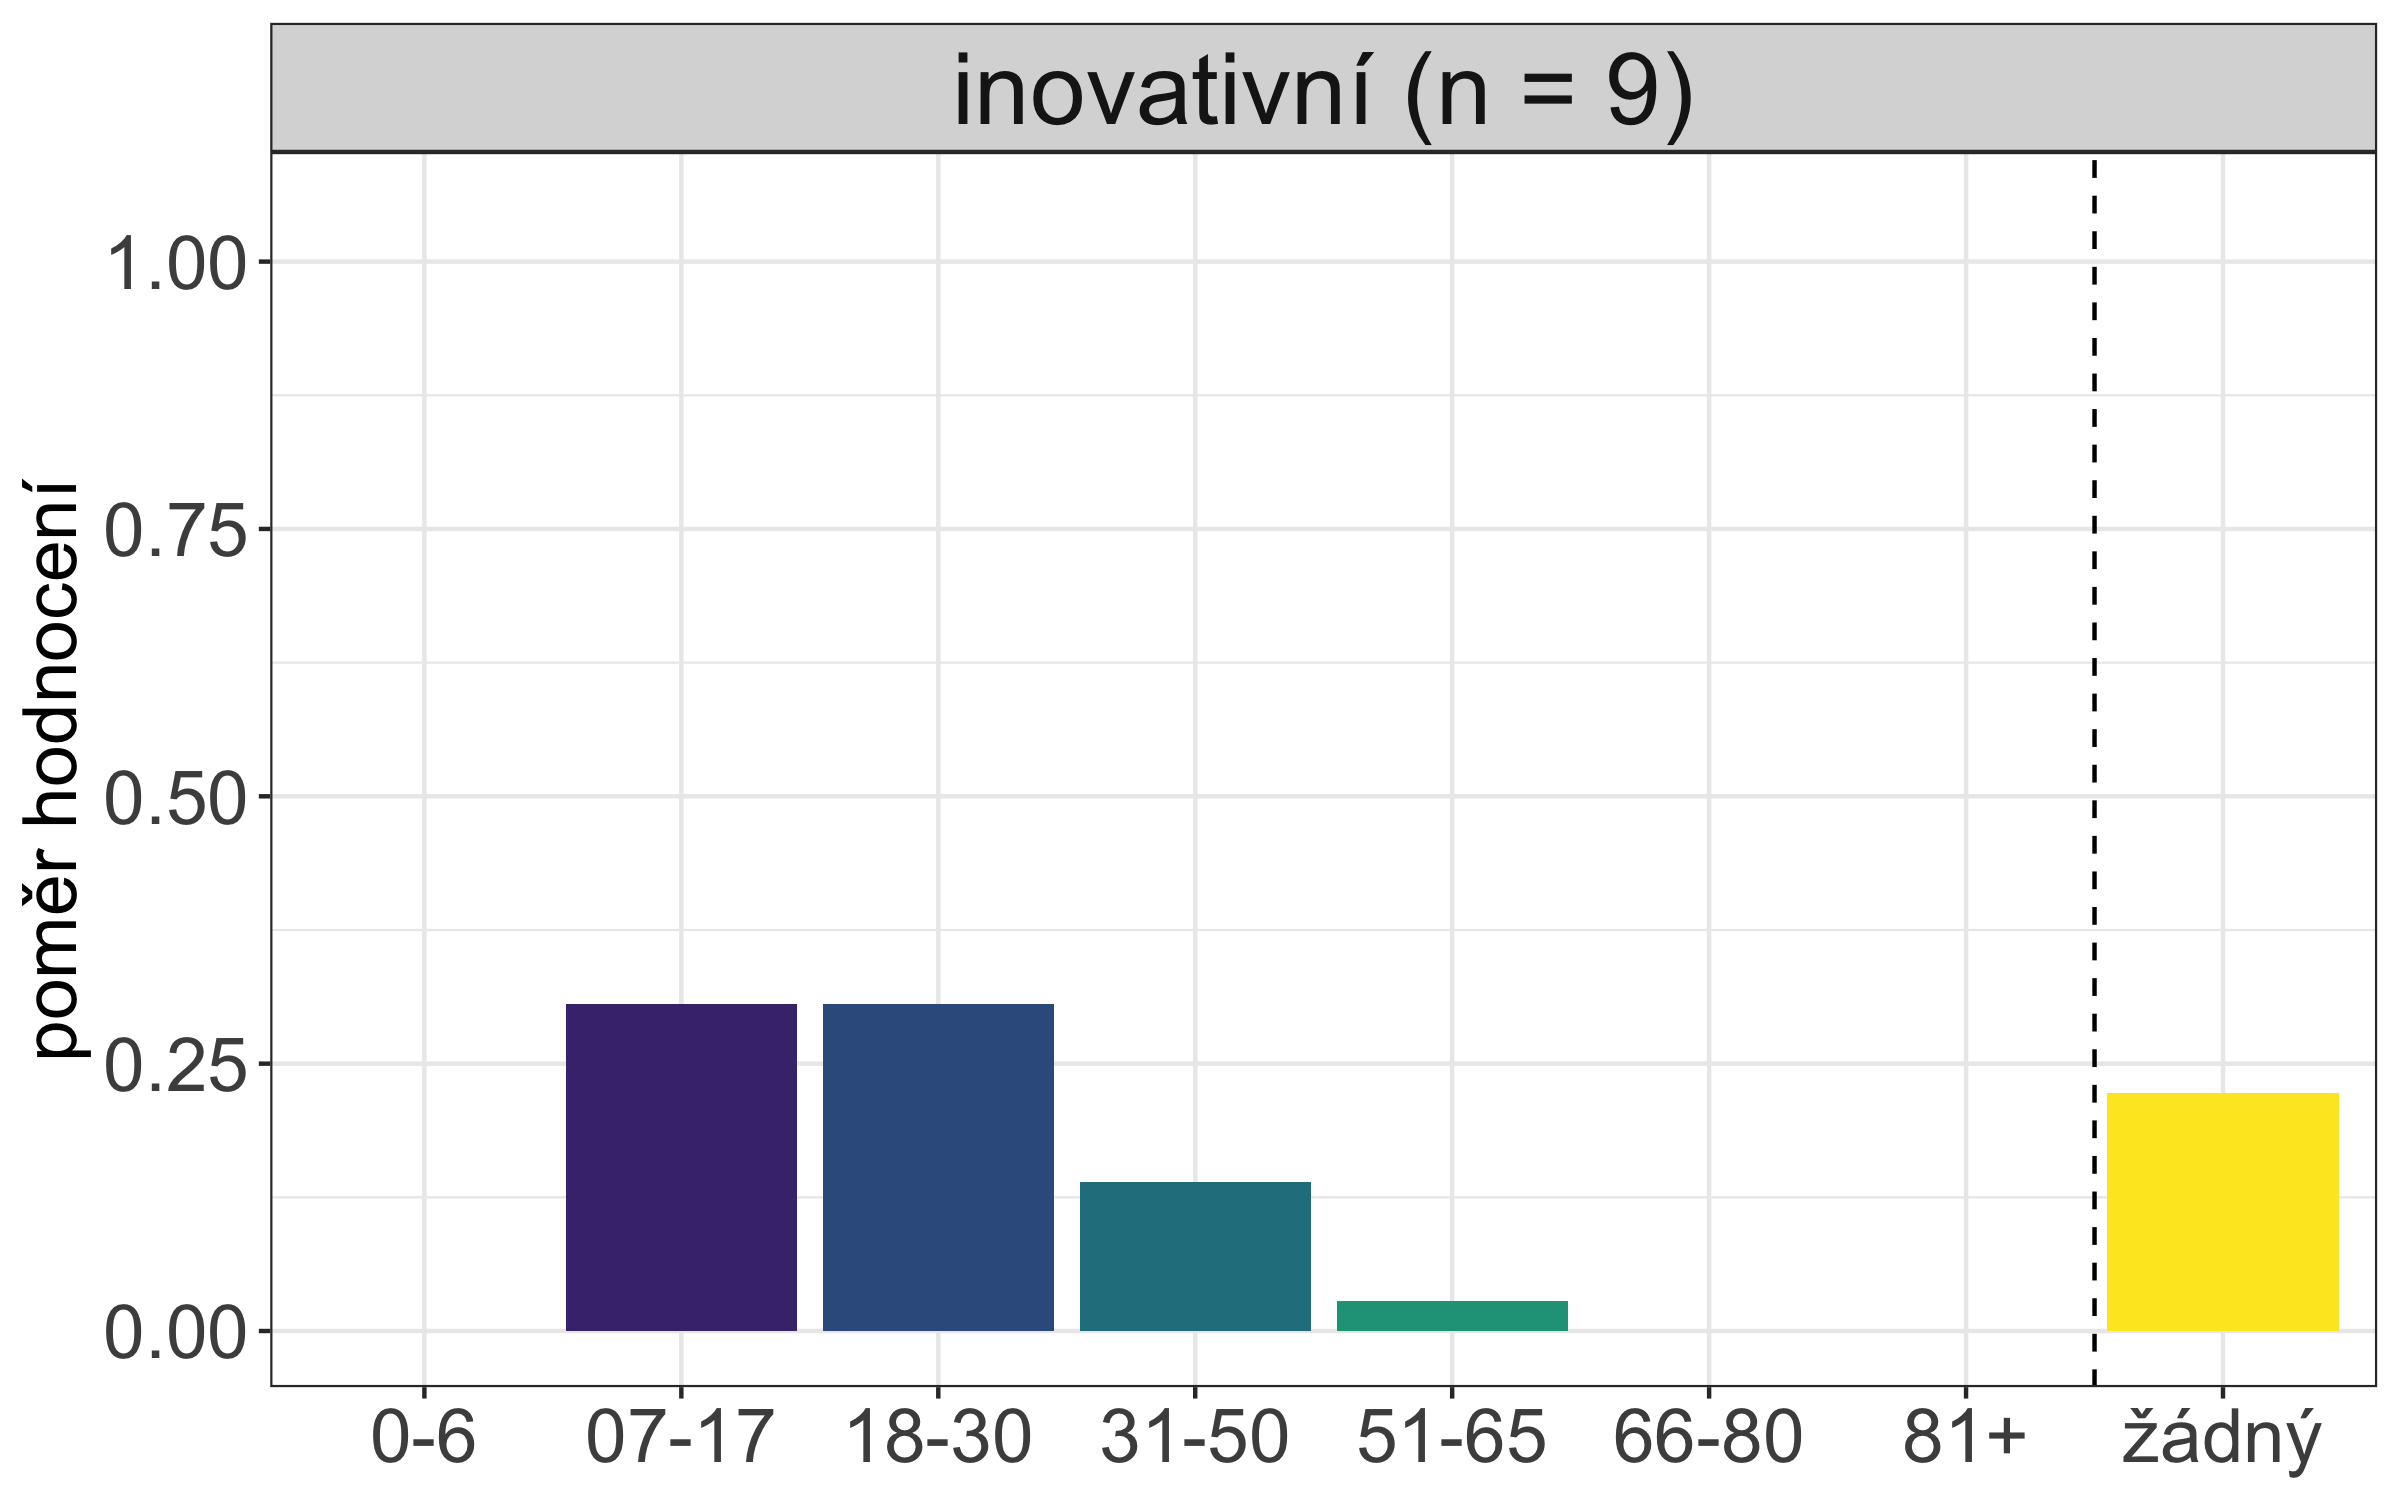 inovativní (n = 9)
poměr hodnocení
1.00
0.75
0.50
0.25
0.00
0-6 07-17 18-30 31-50 51-65 66-80 81+ žádný